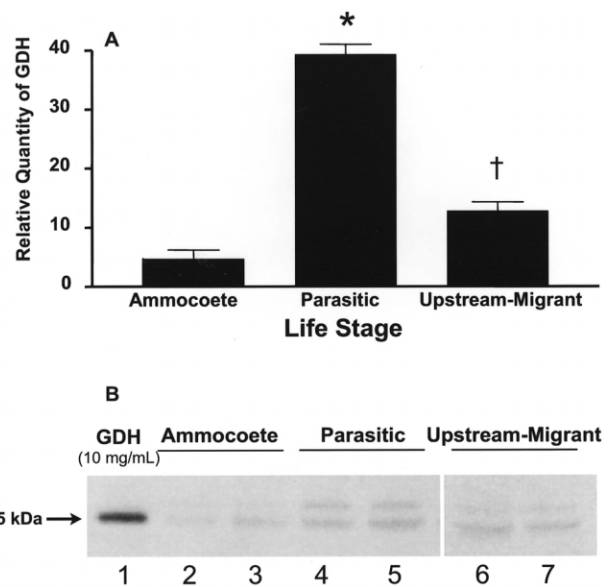 A
*
40
30
20
10
0
†
Relative Quantity of GDH
Ammocoete Parasitic Upstream-Migrant
Life Stage
B
GDH Ammocoete Parasitic Upstream-Migrant
(10 mg/mL)
5 kDa
1 2 3 4 5 6 7